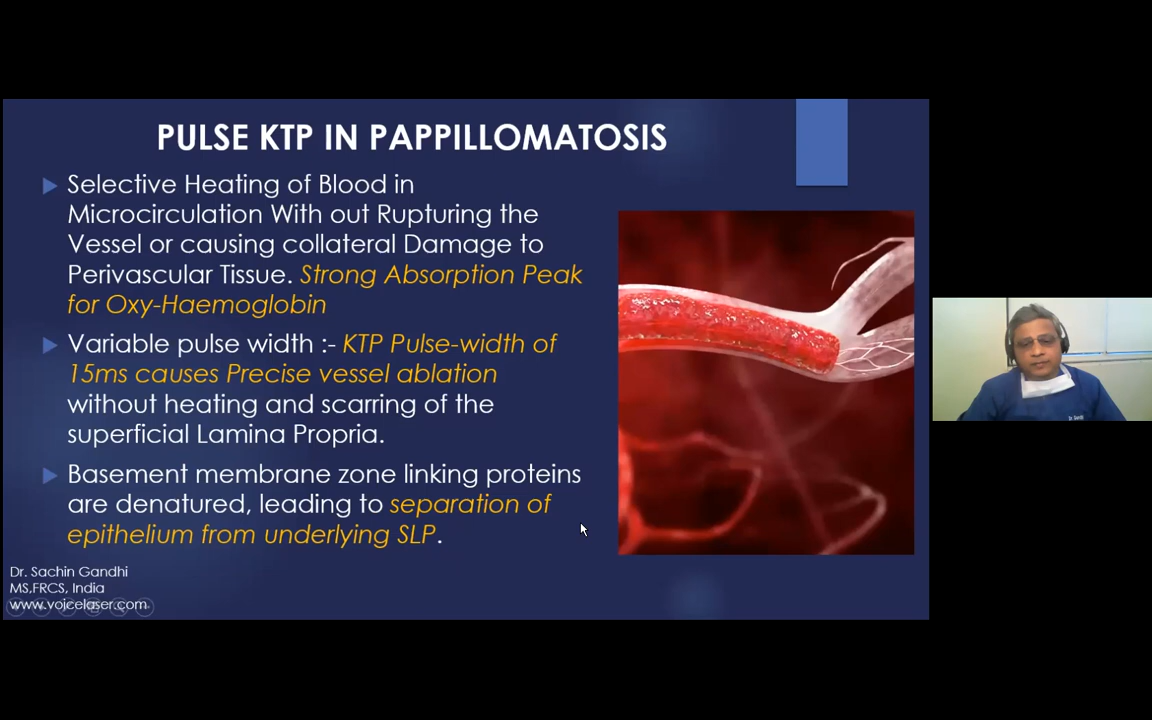 PULSE KTP IN PAPPILLOMATOSIS
Selective Heating of Blood in
Microcirculation With out Rupturing the
Vessel or causing collateral Damage to
Perivascular Tissue. Strong Absorption Peak
for Oxy-Haemoglobin
Variable pulse width :- KTP Pulse-width of
15ms causes Precise vessel ablation
without heating and scarring of the
superficial Lamina Propria.
Basement membrane zone linking proteins
are denatured, leading to separation of
epithelium from underlying SLP.
Dr. Sachin Gandhi
MS,FRCS, India
www.voicelaser.com